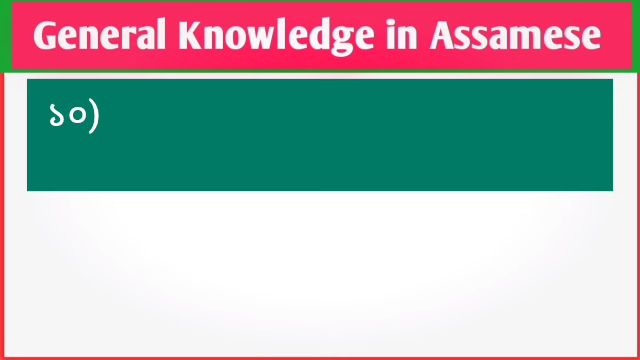 General Knowledge in Assamese
১০)